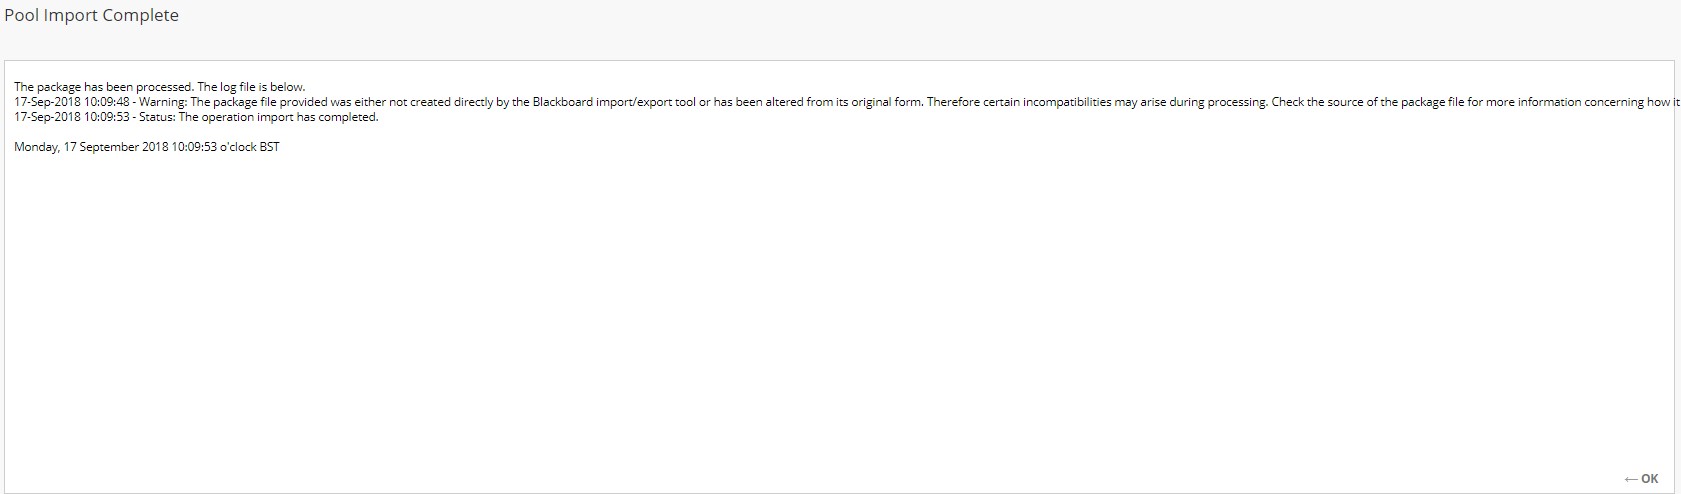 Pool Import Complete
The package has been processed. The log file is below.
17-Sep-2018 10:09:48 - Warning: The package file provided was either not created directly by the Blackboard import/export tool or has been altered from its original form. Therefore certain incompatibilities may arise during processing. Check the source of the package file for more information concerning how it
17-Sep-2018 10:09:53 - Status: The operation import has completed.
Monday, 17 September 2018 10:09:53 o'clock BST
← OK